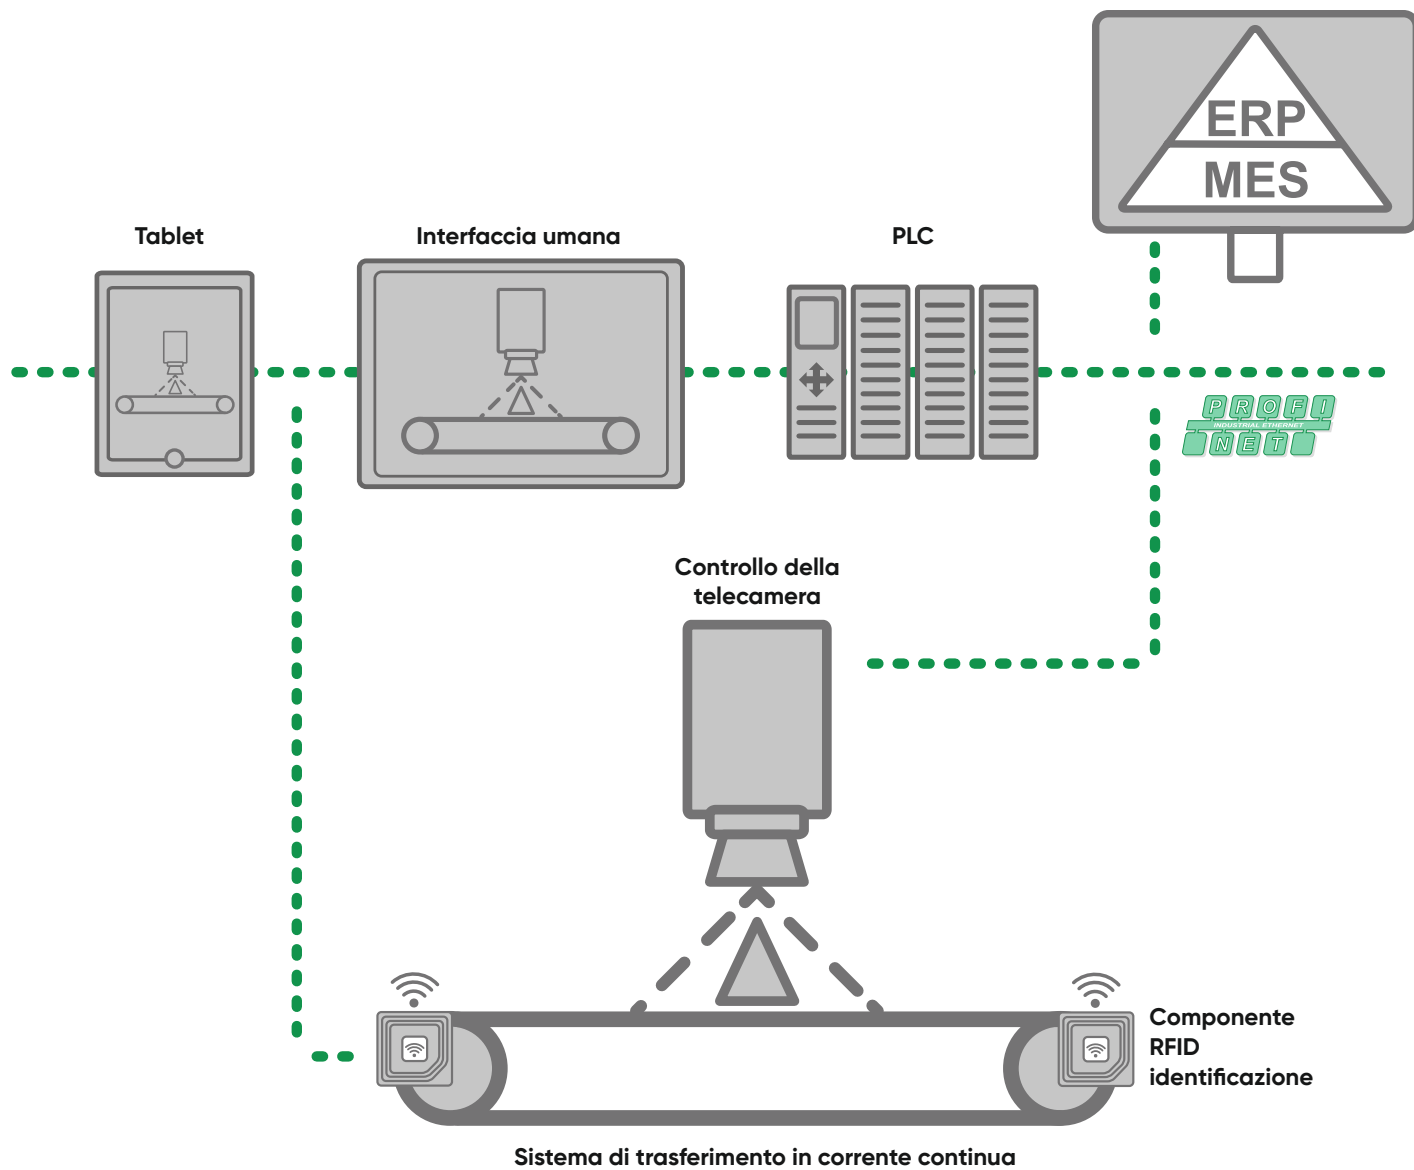 ERP
MES
Tablet
Interfaccia umana
PLC
PROFI
INDUSTRIAL ETHERNET
NET
Controllo della
telecamera
Componente
RFID
identificazione
Sistema di trasferimento in corrente continua